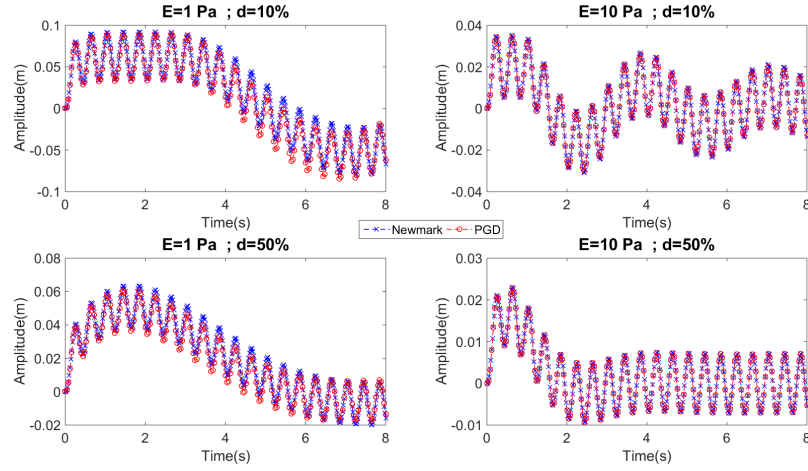 E=1 Pa ; d=10%
Amplitude(m)
0.1
0.05
0
-0.05
-0.1
0 2 4 6 8
Time(s)
E=10 Pa ; d=10%
Amplitude(m)
0.04
0.02
0
-0.02
-0.04
0 2 4 6 8
Time(s)
Newmark PGD
E=1 Pa ; d=50%
Amplitude(m)
0.08
0.06
0.04
0.02
0
-0.02
0 2 4 6 8
Time(s)
E=10 Pa ; d=50%
Amplitude(m)
0.03
0.02
0.01
0
-0.01
0 2 4 6 8
Time(s)